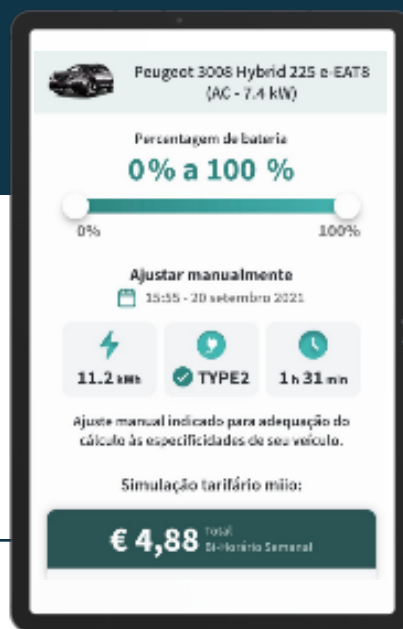 Peugeot 3008 Hybrid 225 e-EAT8
(AC - 7.4 kW)
Percentagem de bateria
0% a 100 %
0%
100%
Ajustar manualmente
15:55 - 20 setembro 2021
11.2 kWh
TYPE2
1 h 31 min
Ajuste manual indicado para adequação do
cálculo às especificidades de seu veículo.
Simulação tarifário miio:
€ 4,88 Total
Bi-Horário Semanal